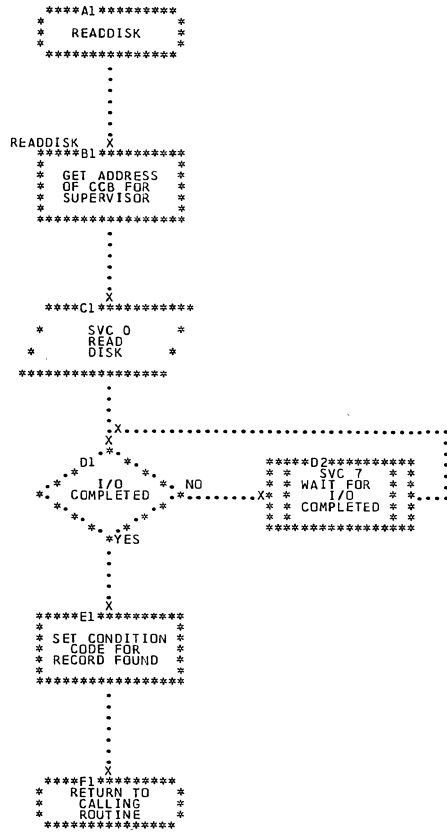 A1
READDISK
READDISK X
B1
GET ADDRESS
OF CCB FOR
SUPERVISOR
X
C1
SVC 0
READ
DISK
X
X
D1
I/O
COMPLETED
NO
X
D2
SVC 7
WAIT FOR
I/O
COMPLETED
YES
X
E1
SET CONDITION
CODE FOR
RECORD FOUND
X
F1
RETURN TO
CALLING
ROUTINE